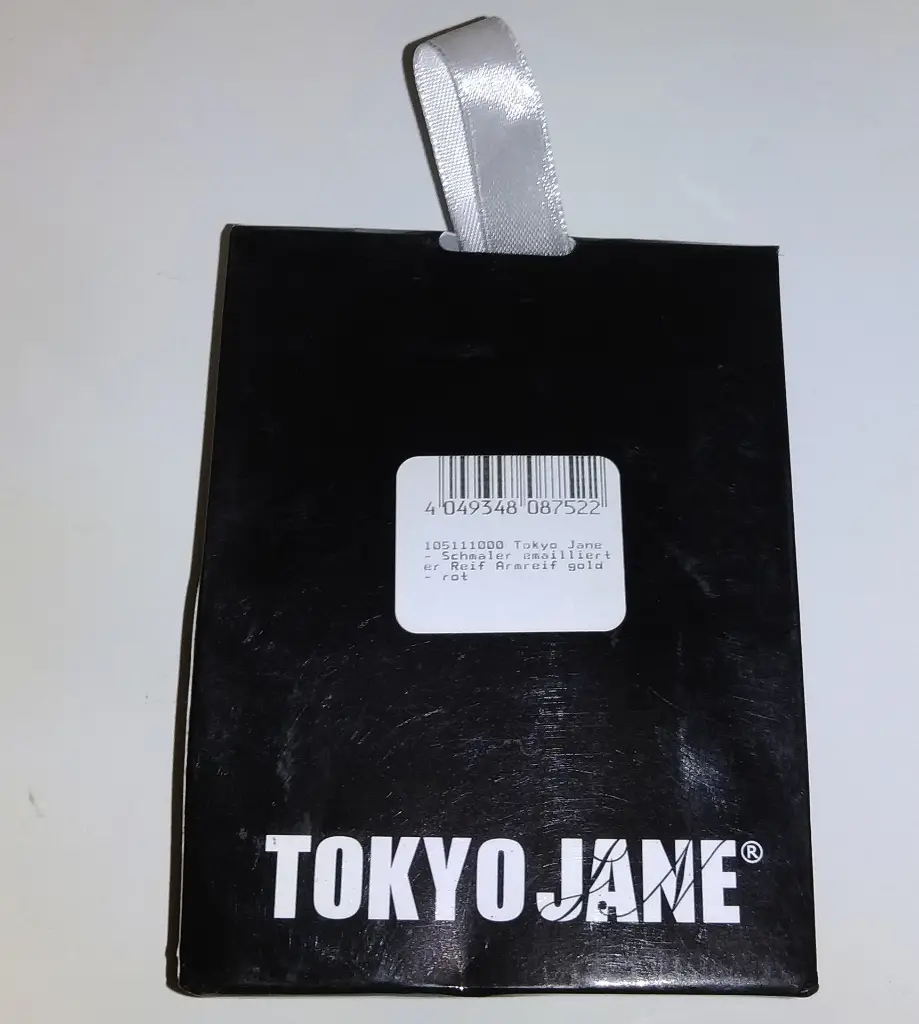 4 049348 087522
105111000 Tokyo Jane
- Schmaler emailliert
er Reif Armreif gold
- rot
TOKYO JANE®